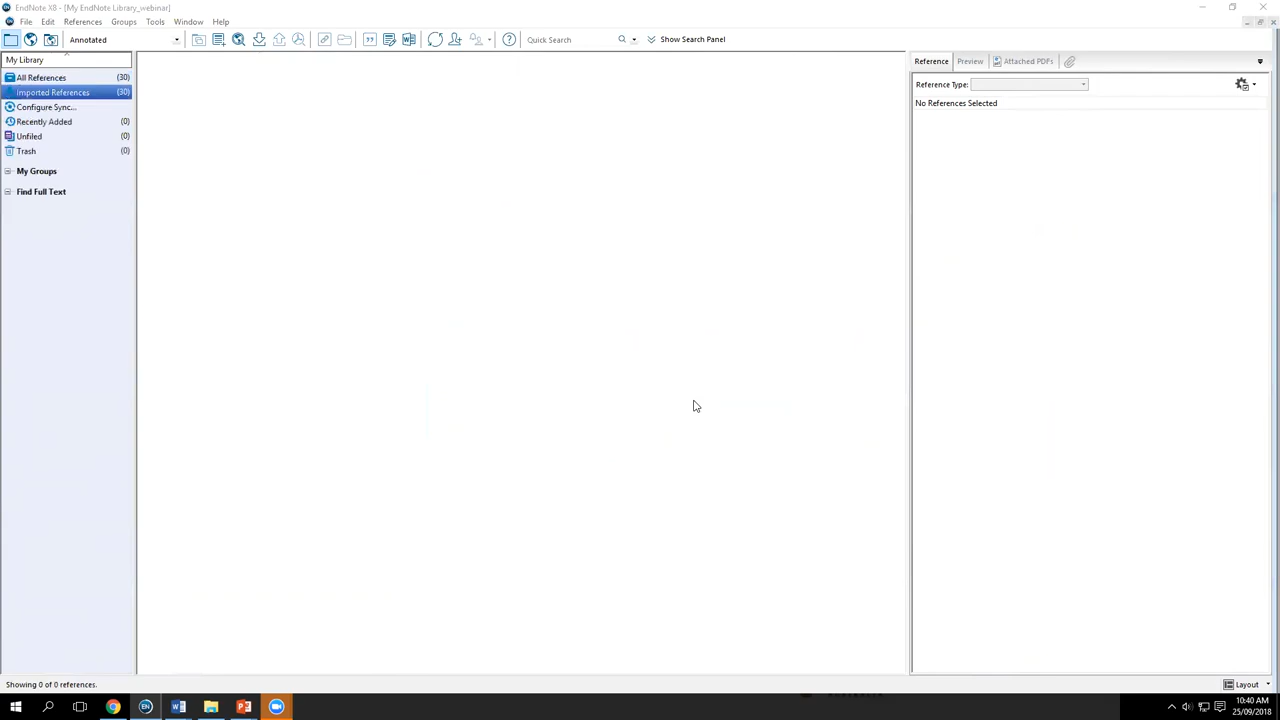 EndNote X8 - [My EndNote Library_webinar]
File Edit References Groups Tools Window Help
Annotated Quick Search Show Search Panel
My Library
All References (30)
Imported References (30)
Configure Sync...
Recently Added (0)
Unfiled (0)
Trash (0)
My Groups
Find Full Text
Reference Preview Attached PDFs
Reference Type:
No References Selected
Showing 0 of 0 references.
Layout
10:40 AM
25/09/2018